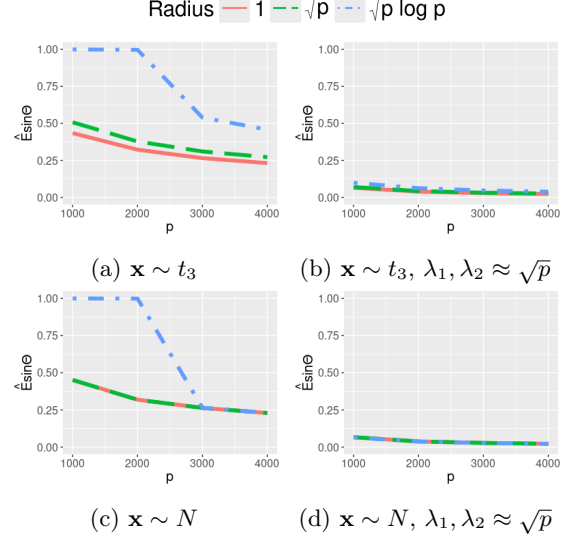 Radius 1 √p √p log p
1.00
0.75
0.50
0.25
0.00
ÊsinΘ
1000 2000 3000 4000
p
(a) x ∼ t₃
1.00
0.75
0.50
0.25
0.00
ÊsinΘ
1000 2000 3000 4000
p
(b) x ∼ t₃, λ₁, λ₂ ≈ √p
1.00
0.75
0.50
0.25
0.00
ÊsinΘ
1000 2000 3000 4000
p
(c) x ∼ N
1.00
0.75
0.50
0.25
0.00
ÊsinΘ
1000 2000 3000 4000
p
(d) x ∼ N, λ₁, λ₂ ≈ √p